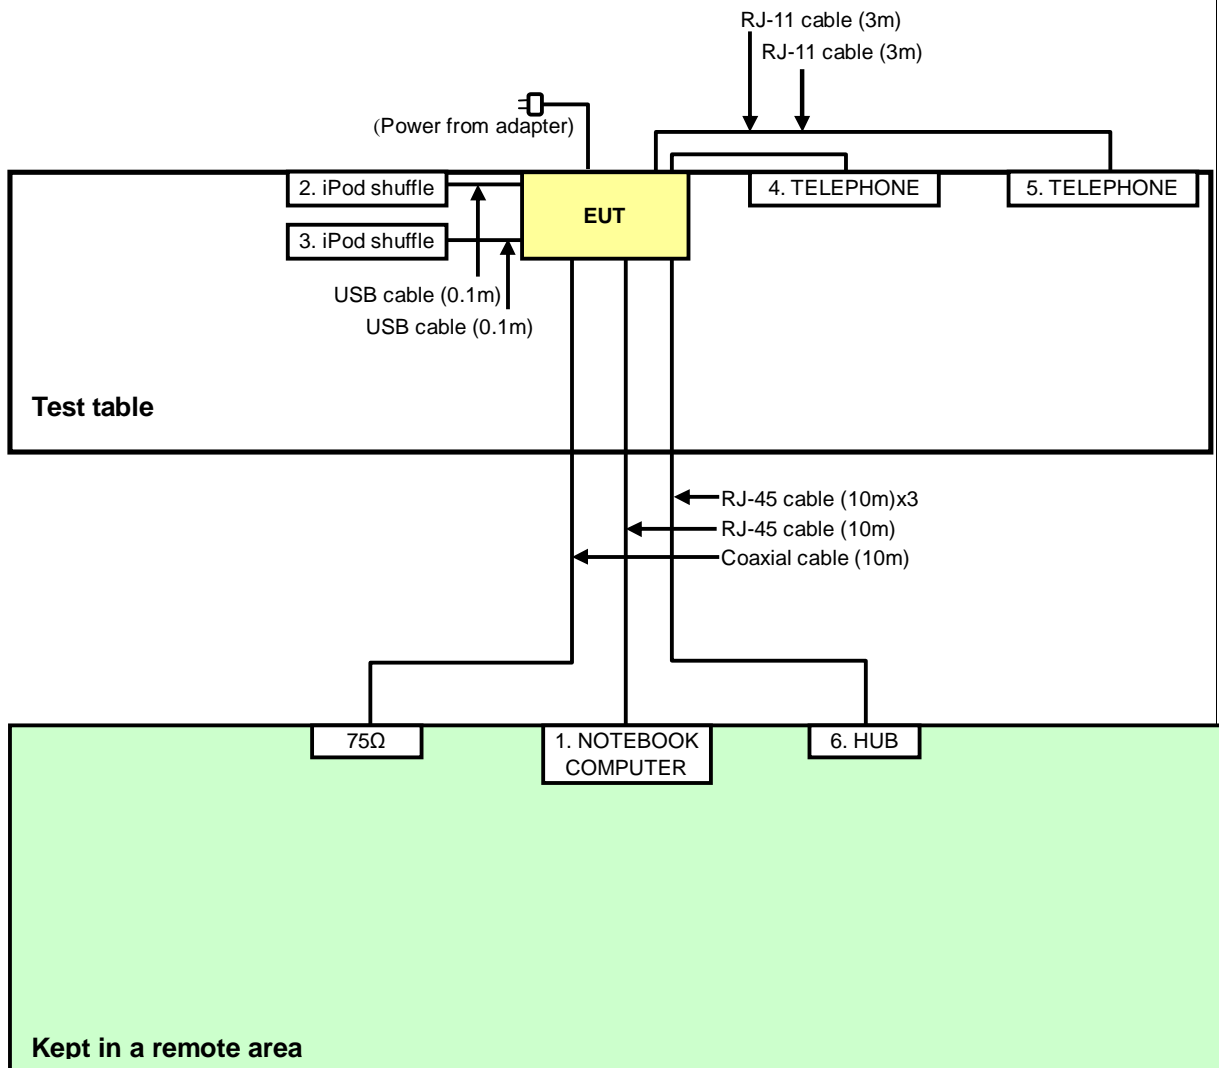 RJ-11 cable (3m)
RJ-11 cable (3m)
(Power from adapter)
2. iPod shuffle
EUT
4. TELEPHONE
5. TELEPHONE
3. iPod shuffle
USB cable (0.1m)
USB cable (0.1m)
Test table
RJ-45 cable (10m)x3
RJ-45 cable (10m)
Coaxial cable (10m)
75Ω
1. NOTEBOOK
COMPUTER
6. HUB
Kept in a remote area